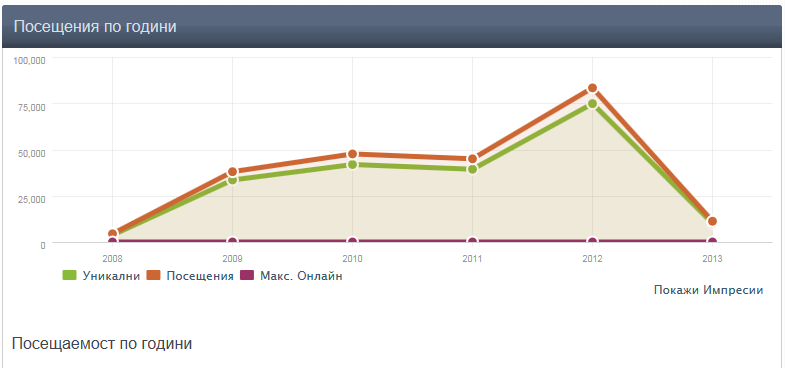 Посещения по години
100,000
75,000
50,000
25,000
0
2008 2009 2010 2011 2012 2013
Уникални Посещения Макс. Онлайн
Покажи Импресии
Посещаемост по години